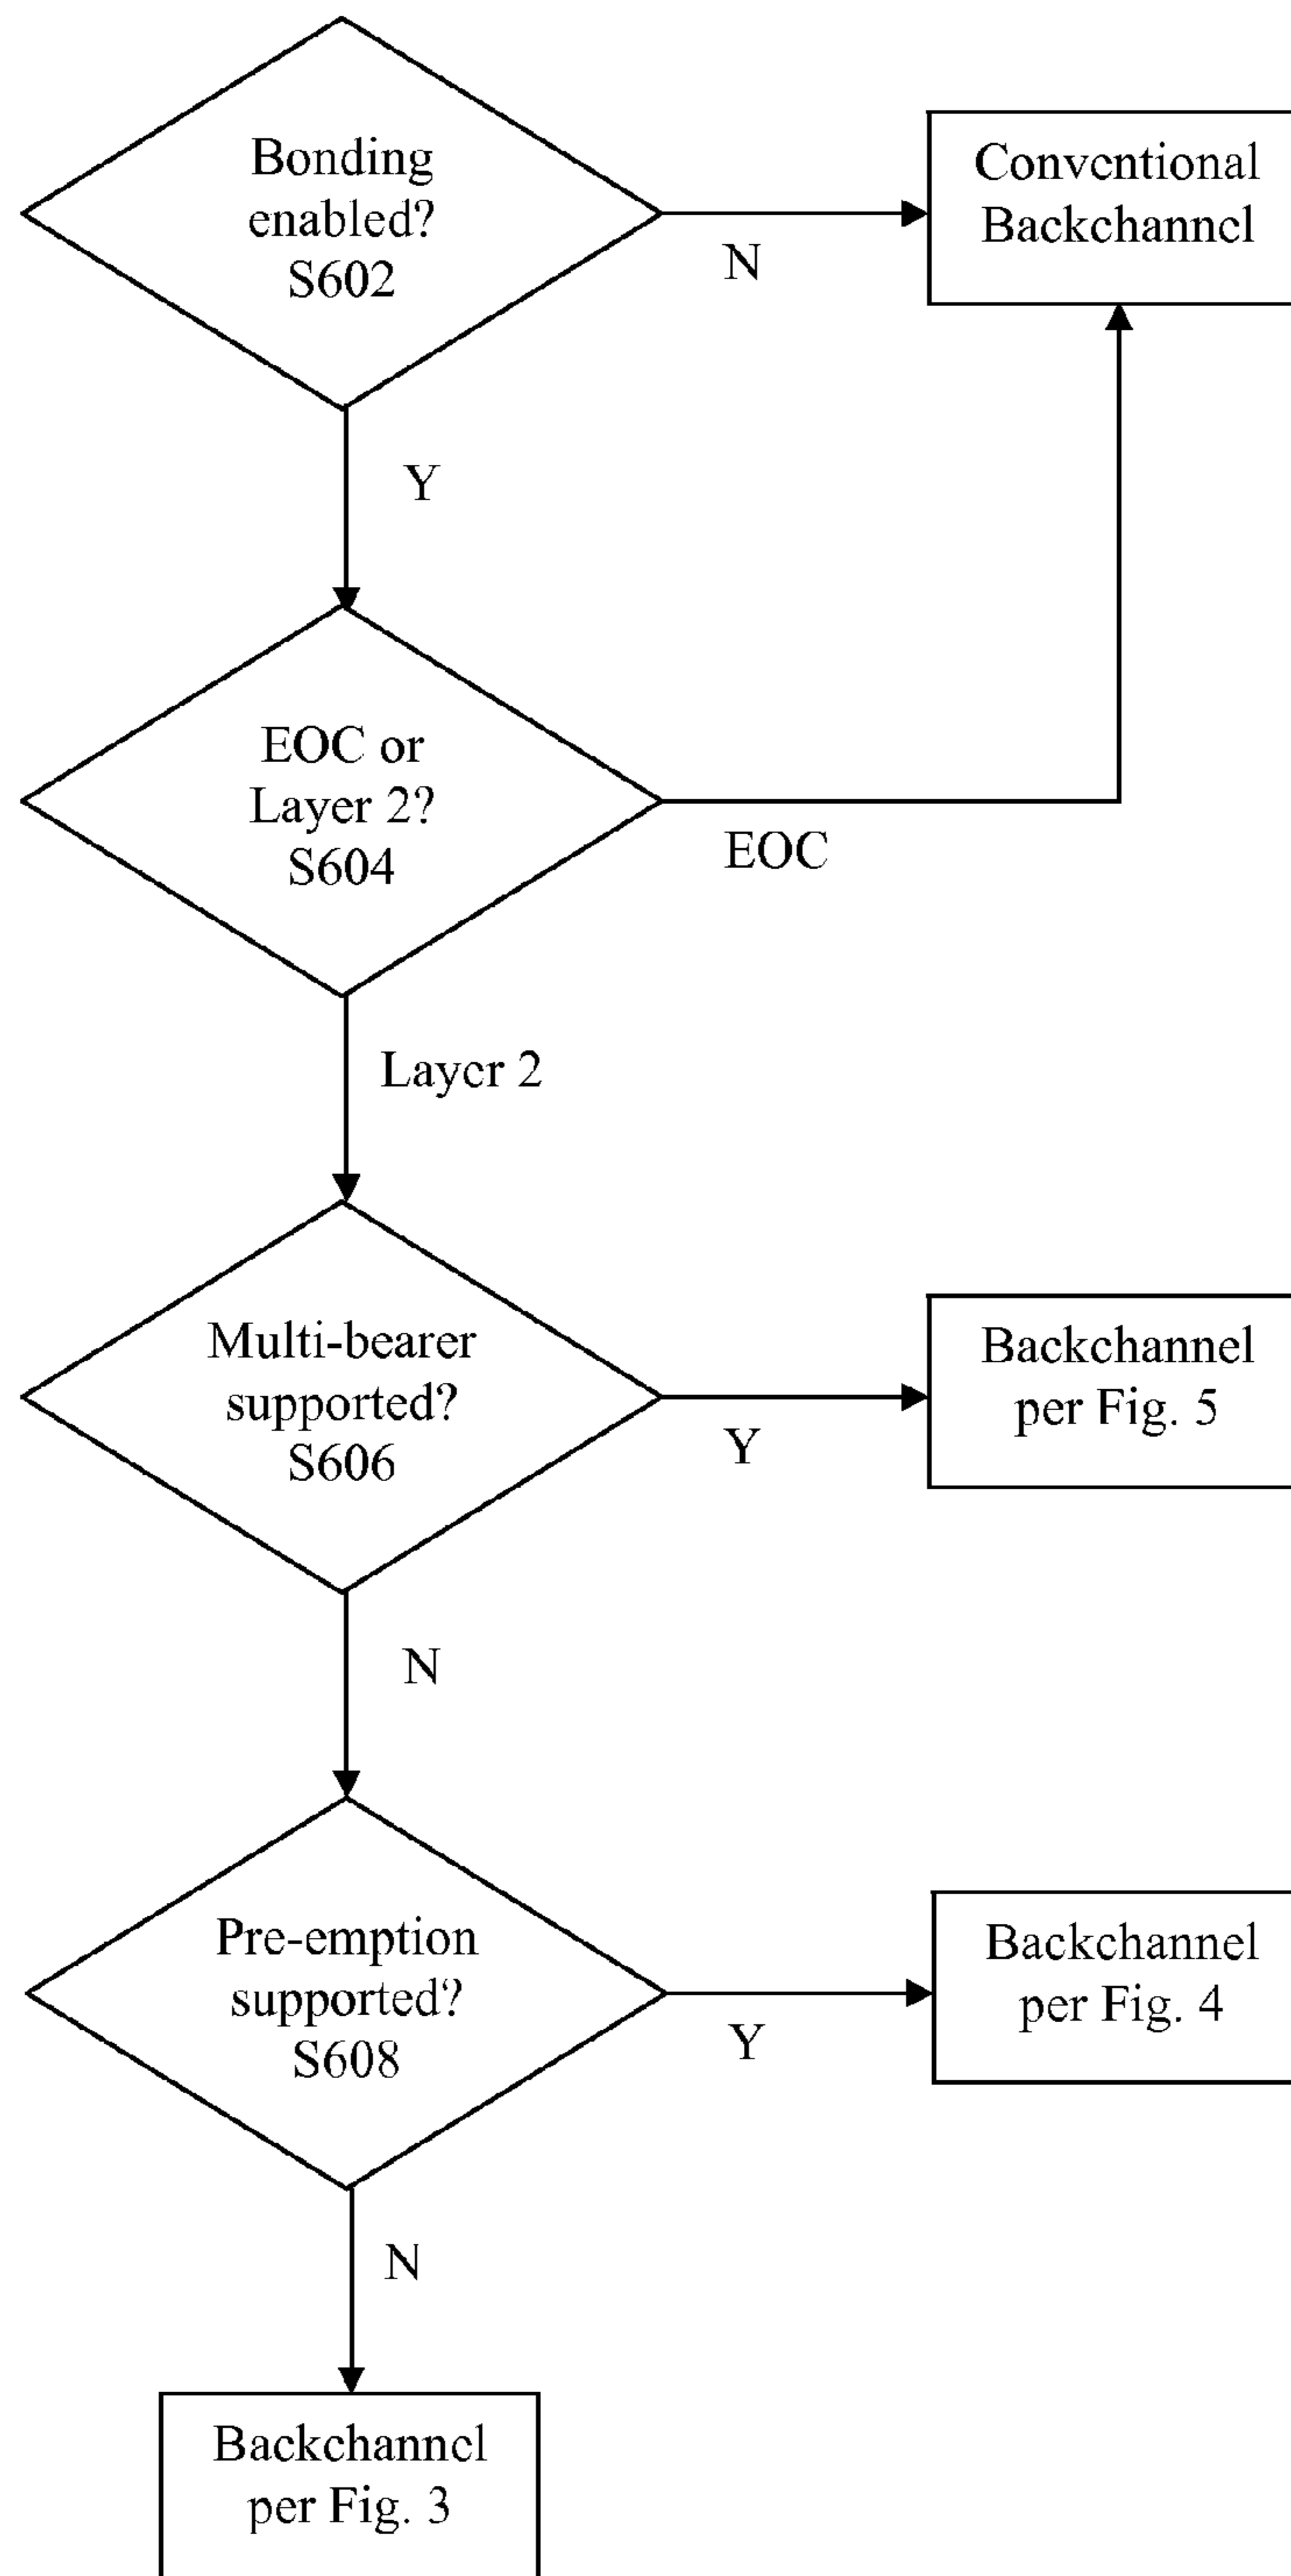 Bonding
enabled?
S602
N
Conventional
Backchannel
Y
EOC or
Layer 2?
S604
EOC
Layer 2
Multi-bearer
supported?
S606
Y
Backchannel
per Fig. 5
N
Pre-emption
supported?
S608
Y
Backchannel
per Fig. 4
N
Backchannel
per Fig. 3